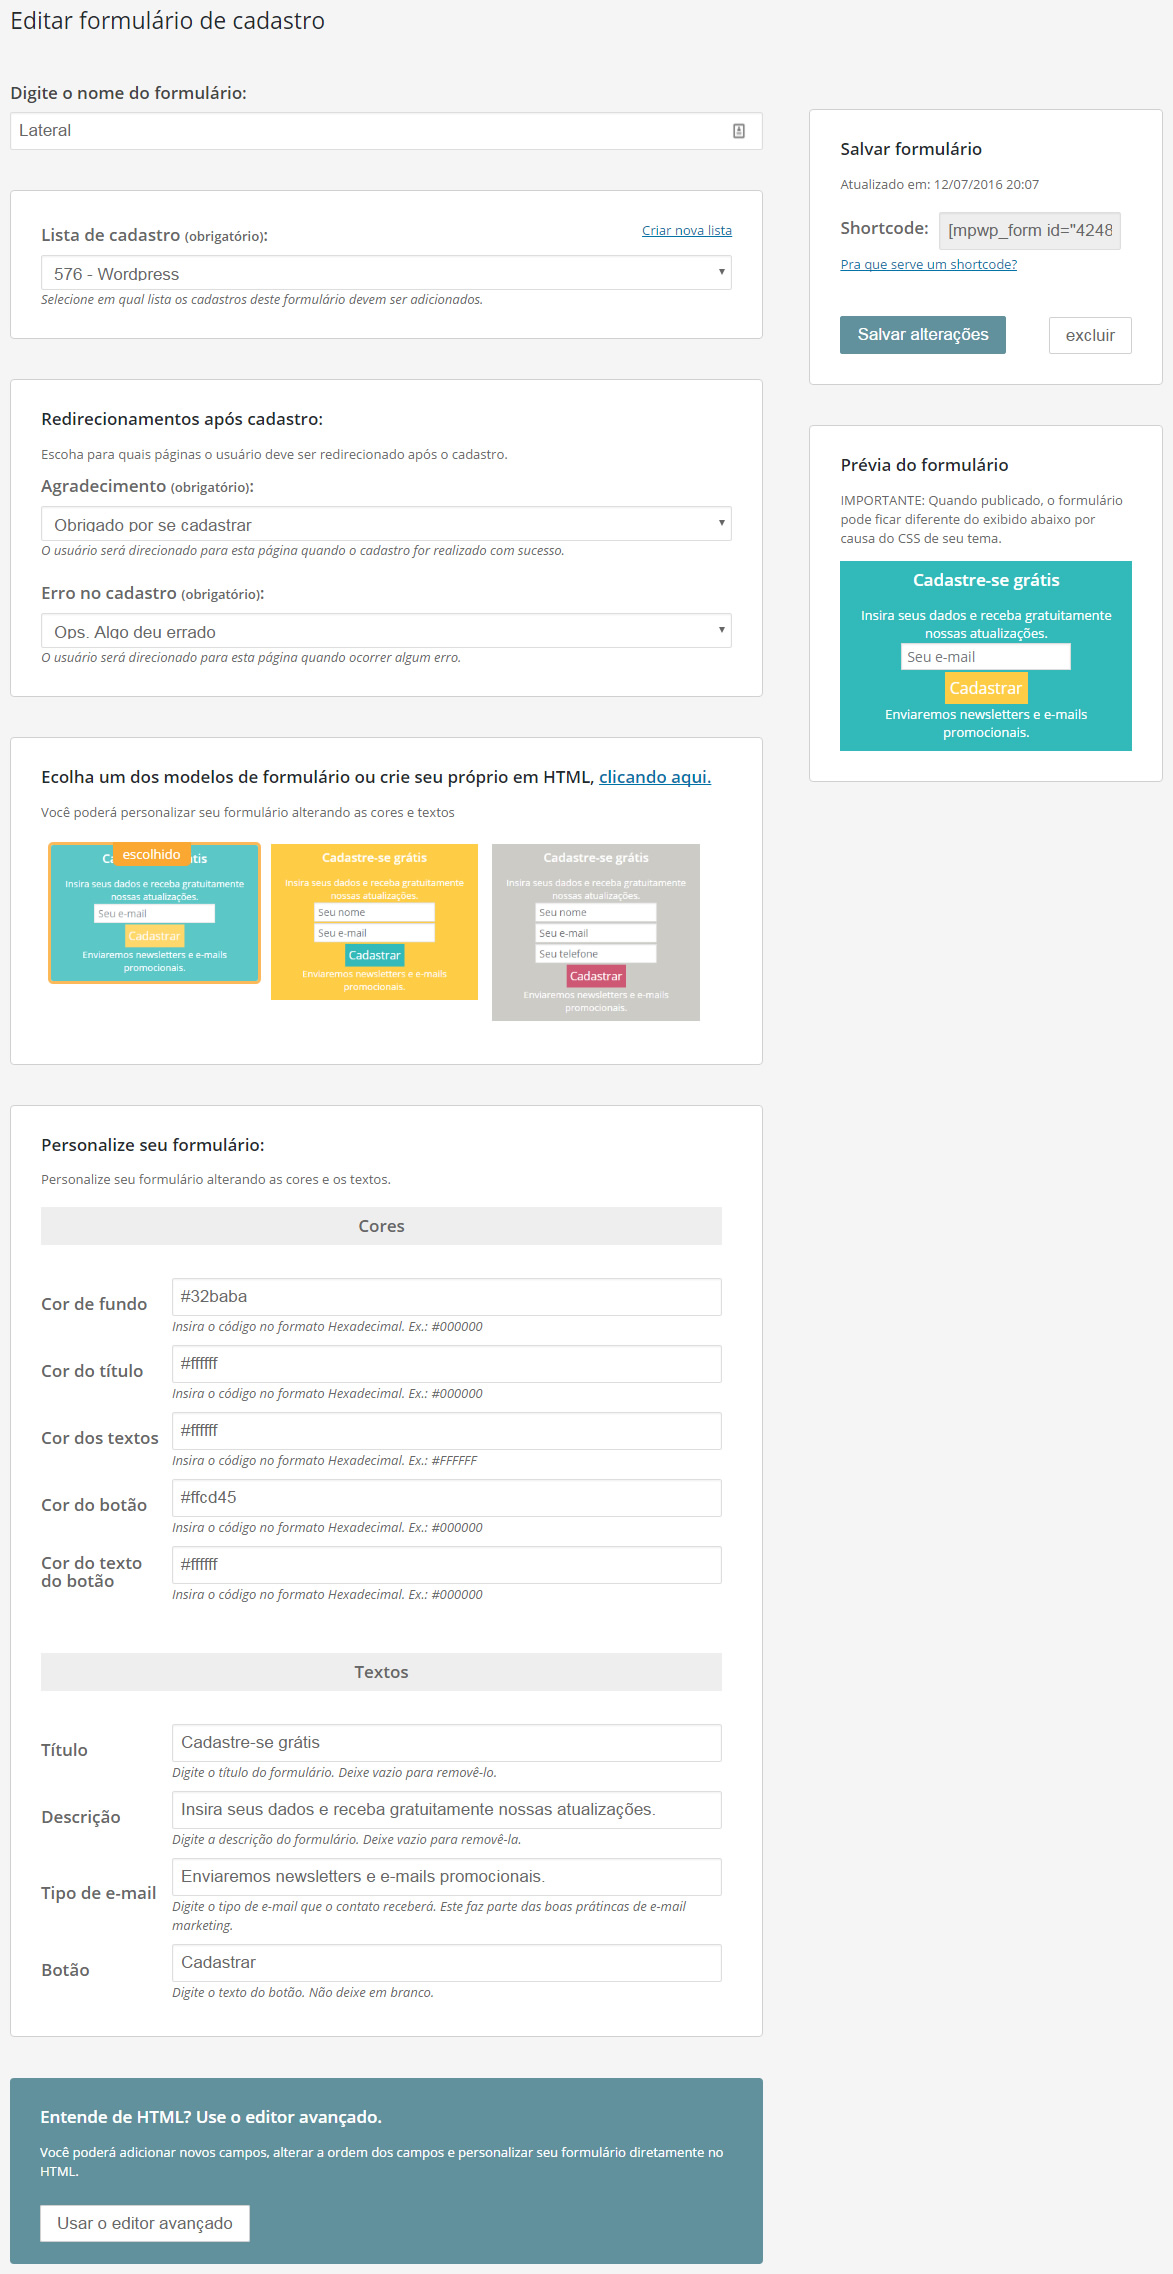 Editar formulário de cadastro
Digite o nome do formulário:
Lateral
Lista de cadastro (obrigatório):
Criar nova lista
576 - Wordpress
Selecione em qual lista os cadastros deste formulário devem ser adicionados.
Redirecionamentos após cadastro:
Escoha para quais páginas o usuário deve ser redirecionado após o cadastro.
Agradecimento (obrigatório):
Obrigado por se cadastrar
O usuário será direcionado para esta página quando o cadastro for realizado com sucesso.
Erro no cadastro (obrigatório):
Ops. Algo deu errado
O usuário será direcionado para esta página quando ocorrer algum erro.
Ecolha um dos modelos de formulário ou crie seu próprio em HTML, clicando aqui.
Você poderá personalizar seu formulário alterando as cores e textos
escolhido
Insira seus dados e receba gratuitamente
nossas atualizações.
Seu e-mail
Cadastrar
Enviaremos newsletters e e-mails
promocionais.
Cadastre-se grátis
Insira seus dados e receba gratuitamente
nossas atualizações.
Seu nome
Seu e-mail
Cadastrar
Enviaremos newsletters e e-mails
promocionais.
Cadastre-se grátis
Insira seus dados e receba gratuitamente
nossas atualizações.
Seu nome
Seu e-mail
Seu telefone
Cadastrar
Enviaremos newsletters e e-mails
promocionais.
Personalize seu formulário:
Personalize seu formulário alterando as cores e os textos.
Cores
Cor de fundo
#32baba
Insira o código no formato Hexadecimal. Ex.: #000000
Cor do título
#ffffff
Insira o código no formato Hexadecimal. Ex.: #000000
Cor dos textos
#ffffff
Insira o código no formato Hexadecimal. Ex.: #FFFFFF
Cor do botão
#ffcd45
Insira o código no formato Hexadecimal. Ex.: #000000
Cor do texto
do botão
#ffffff
Insira o código no formato Hexadecimal. Ex.: #000000
Textos
Título
Cadastre-se grátis
Digite o título do formulário. Deixe vazio para removê-lo.
Descrição
Insira seus dados e receba gratuitamente nossas atualizações.
Digite a descrição do formulário. Deixe vazio para removê-la.
Tipo de e-mail
Enviaremos newsletters e e-mails promocionais.
Digite o tipo de e-mail que o contato receberá. Este faz parte das boas prátincas de e-mail
marketing.
Botão
Cadastrar
Digite o texto do botão. Não deixe em branco.
Entende de HTML? Use o editor avançado.
Você poderá adicionar novos campos, alterar a ordem dos campos e personalizar seu formulário diretamente no
HTML.
Usar o editor avançado
Salvar formulário
Atualizado em: 12/07/2016 20:07
Shortcode:
[mpwp_form id="4248
Pra que serve um shortcode?
Salvar alterações
excluir
Prévia do formulário
IMPORTANTE: Quando publicado, o formulário
pode ficar diferente do exibido abaixo por
causa do CSS de seu tema.
Cadastre-se grátis
Insira seus dados e receba gratuitamente
nossas atualizações.
Seu e-mail
Cadastrar
Enviaremos newsletters e e-mails
promocionais.